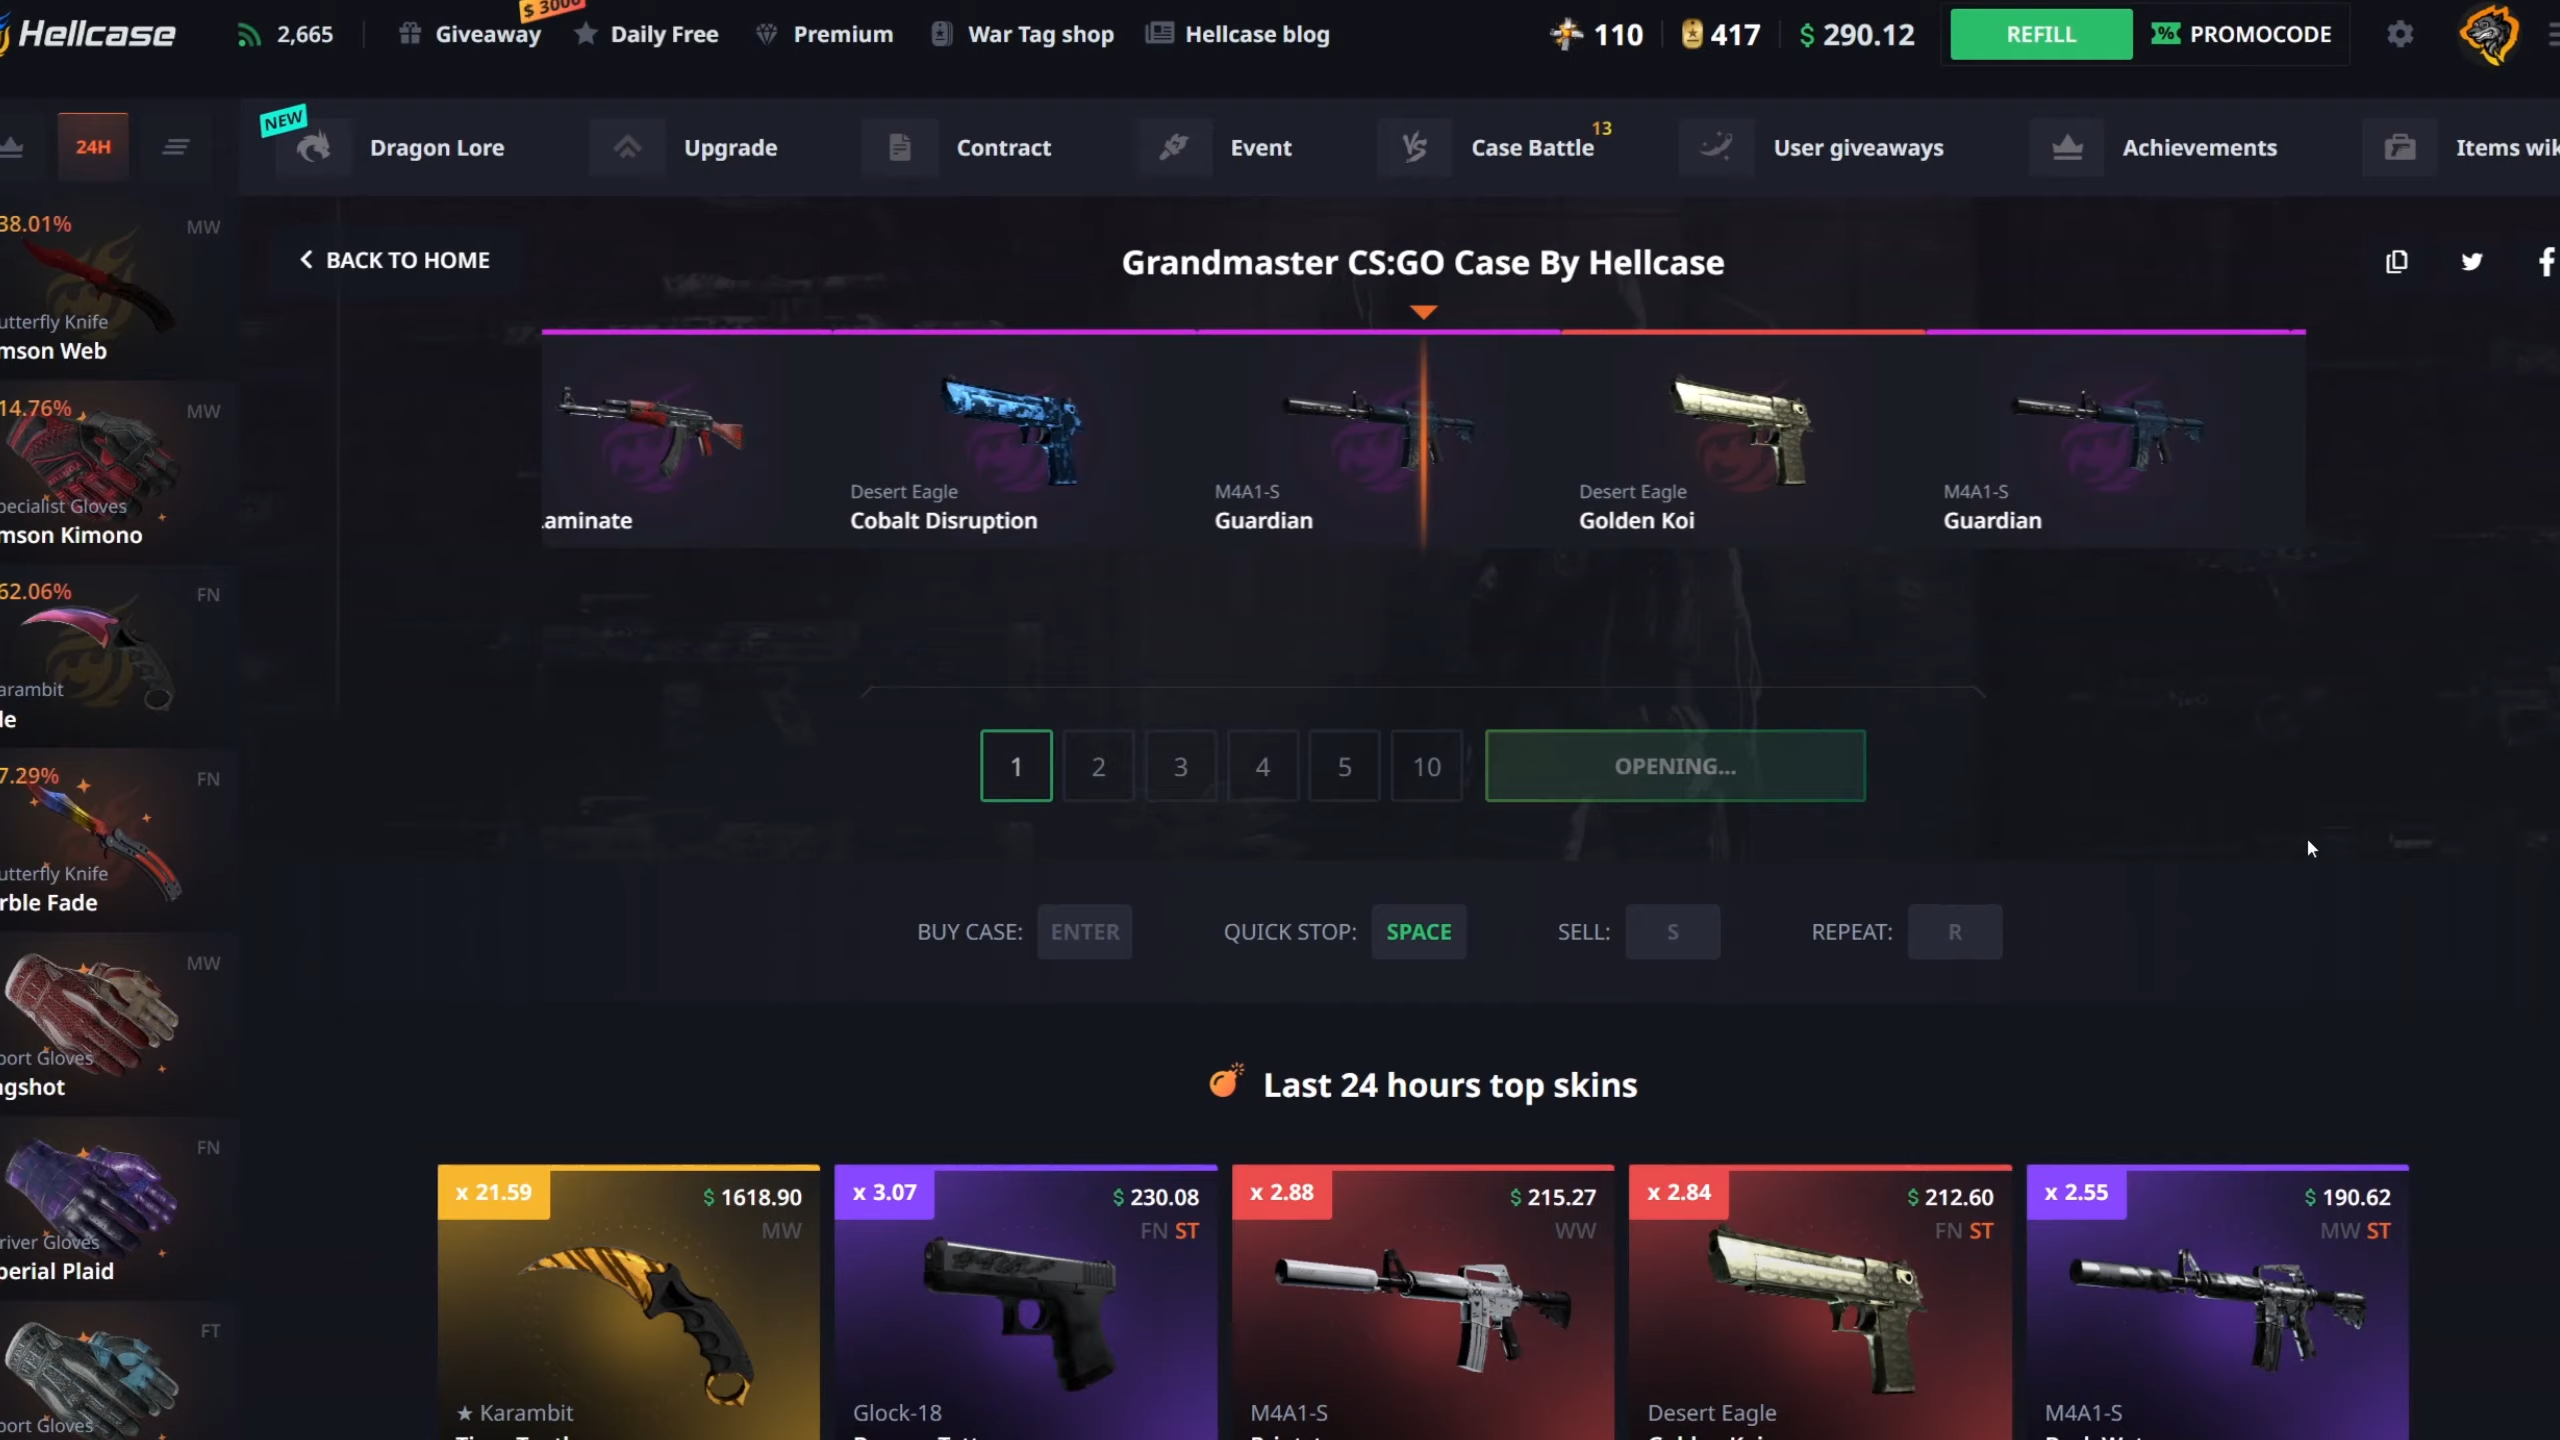 Hellcase
2,665
$ 3000
Giveaway
Daily Free
Premium
War Tag shop
Hellcase blog
110
417
$ 290.12
REFILL
% PROMOCODE
24H
NEW
Dragon Lore
Upgrade
Contract
Event
VS
Case Battle
13
User giveaways
Achievements
Items wik
38.01%
MW
utterfly Knife
mson Web
14.76%
MW
pecialist Gloves
mson Kimono
62.06%
FN
arambit
le
7.29%
FN
utterfly Knife
rble Fade
MW
port Gloves
ngshot
FN
river Gloves
perial Plaid
FT
port Gloves
BACK TO HOME
Grandmaster CS:GO Case By Hellcase
aminate
Desert Eagle
Cobalt Disruption
M4A1-S
Guardian
Desert Eagle
Golden Koi
M4A1-S
Guardian
1
2
3
4
5
10
OPENING...
BUY CASE:
ENTER
QUICK STOP:
SPACE
SELL:
S
REPEAT:
R
Last 24 hours top skins
x 21.59
$ 1618.90
MW
★ Karambit
x 3.07
$ 230.08
FN ST
Glock-18
x 2.88
$ 215.27
WW
M4A1-S
x 2.84
$ 212.60
FN ST
Desert Eagle
x 2.55
$ 190.62
MW ST
M4A1-S